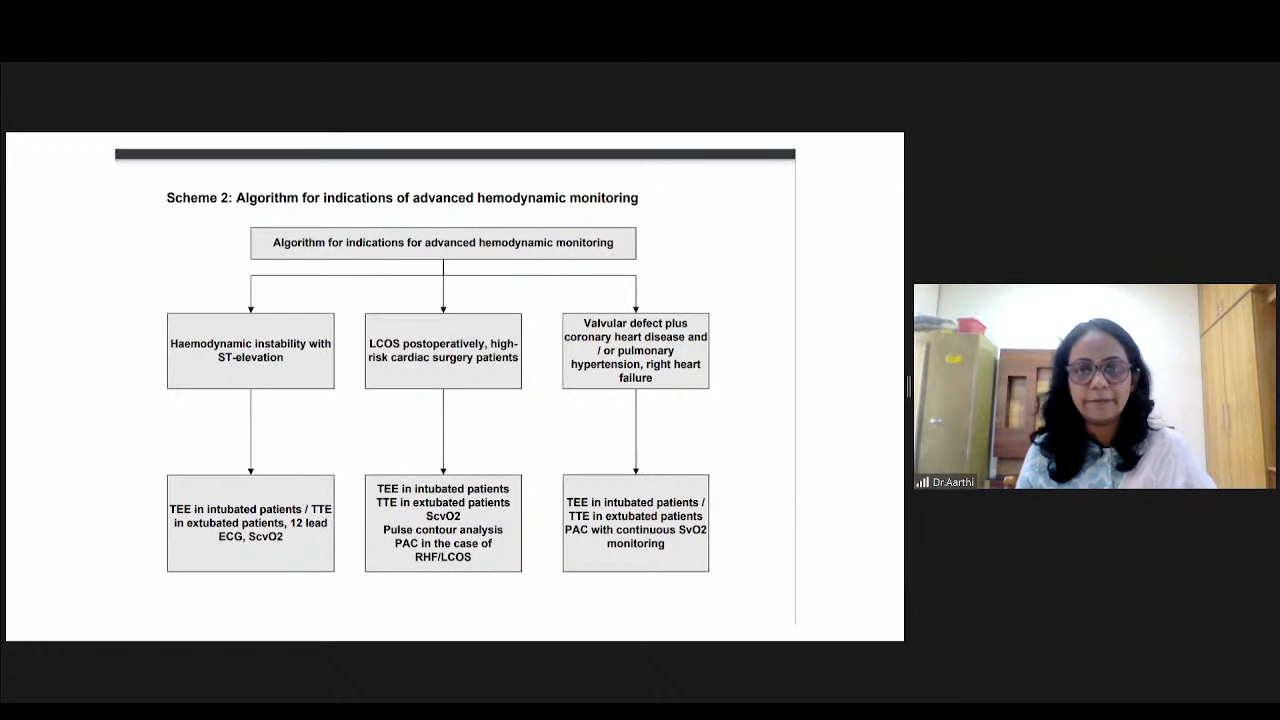 Scheme 2: Algorithm for indications of advanced hemodynamic monitoring
Algorithm for indications for advanced hemodynamic monitoring
Haemodynamic instability with
ST-elevation
LCOS postoperatively, high-
risk cardiac surgery patients
Valvular defect plus
coronary heart disease and
/ or pulmonary
hypertension, right heart
failure
TEE in intubated patients / TTE
in extubated patients, 12 lead
ECG, ScvO2
TEE in intubated patients
TTE in extubated patients
ScvO2
Pulse contour analysis
PAC in the case of
RHF/LCOS
TEE in intubated patients /
TTE in extubated patients
PAC with continuous SvO2
monitoring
Dr.Aarthi